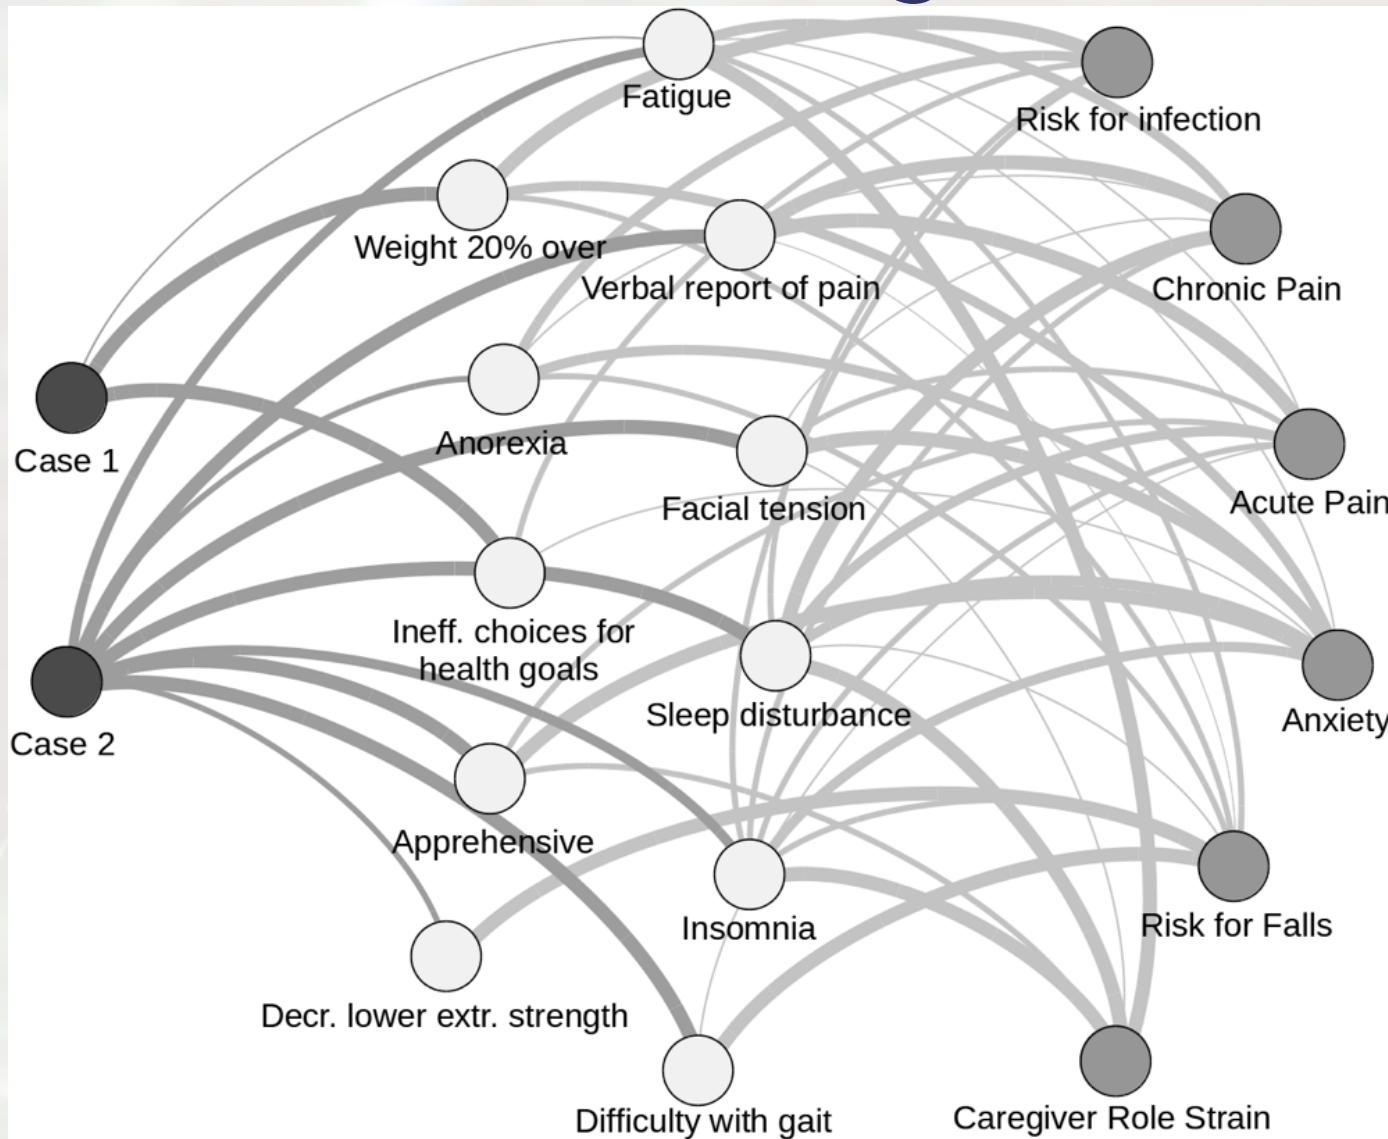 Fatigue
Risk for infection
Weight 20% over
Verbal report of pain
Chronic Pain
Case 1
Anorexia
Facial tension
Acute Pain
Ineff. choices for
health goals
Sleep disturbance
Anxiety
Case 2
Apprehensive
Insomnia
Risk for Falls
Decr. lower extr. strength
Difficulty with gait
Caregiver Role Strain